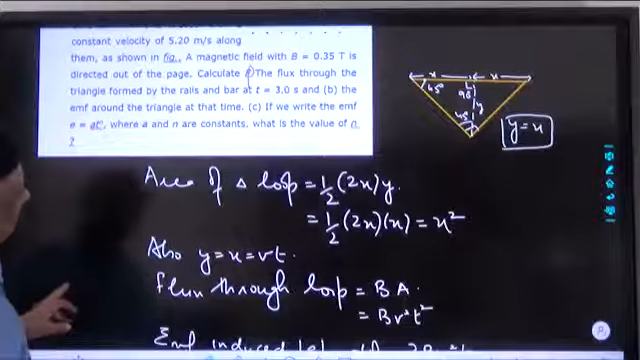 constant velocity of 5.20 m/s along
them, as shown in fig.. A magnetic field with B = 0.35 T is
directed out of the page. Calculate The flux through the
triangle formed by the rails and bar at t = 3.0 s and (b) the
emf around the triangle at that time. (c) If we write the emf
where a and n are constants, what is the value of n
?
x x
45° 90° y
45°
y = x
Area of Δ loop = 1/2 (2x) y.
= 1/2 (2x)(x) = x²
Also y = x = vt.
Flux through loop = B A.
= B v² t²
Emf induced